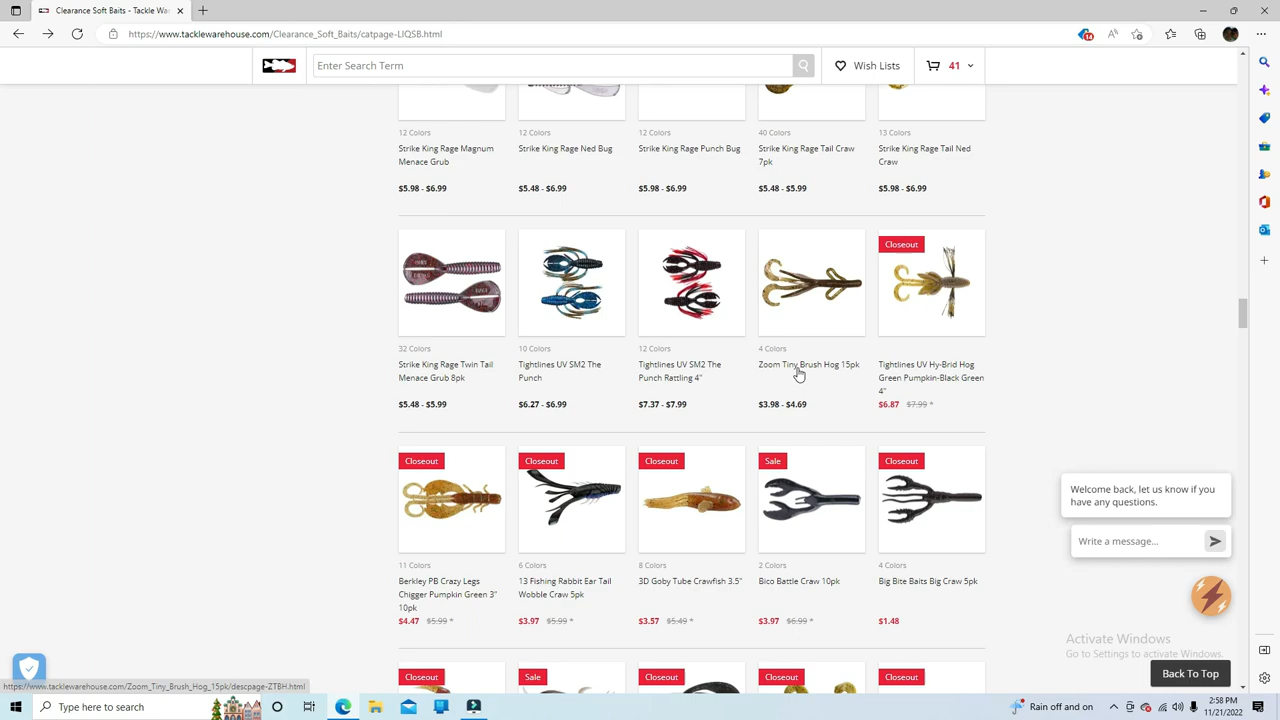 Clearance Soft Baits - Tackle War
https://www.tacklewarehouse.com/Clearance_Soft_Baits/catpage-LIQSB.html
14
Enter Search Term
Wish Lists
41
12 Colors
12 Colors
12 Colors
40 Colors
13 Colors
Strike King Rage Magnum
Menace Grub
Strike King Rage Ned Bug
Strike King Rage Punch Bug
Strike King Rage Tail Craw
7pk
Strike King Rage Tail Ned
Craw
$5.98 - $6.99
$5.48 - $6.99
$5.98 - $6.99
$5.48 - $5.99
$5.98 - $6.99
Closeout
32 Colors
10 Colors
12 Colors
4 Colors
Strike King Rage Twin Tail
Menace Grub 8pk
Tightlines UV SM2 The
Punch
Tightlines UV SM2 The
Punch Rattling 4"
Zoom Tiny Brush Hog 15pk
Tightlines UV Hy-Brid Hog
Green Pumpkin-Black Green
4"
$5.48 - $5.99
$6.27 - $6.99
$7.37 - $7.99
$3.98 - $4.69
$6.87 $7.99 *
Closeout
Closeout
Closeout
Sale
Closeout
11 Colors
6 Colors
8 Colors
2 Colors
4 Colors
Berkley PB Crazy Legs
Chigger Pumpkin Green 3"
10pk
13 Fishing Rabbit Ear Tail
Wobble Craw 5pk
3D Goby Tube Crawfish 3.5"
Bico Battle Craw 10pk
Big Bite Baits Big Craw 5pk
$4.47 $5.99 *
$3.97 $5.99 *
$3.57 $5.49 *
$3.97 $6.99 *
$1.48
Closeout
Sale
Closeout
Closeout
Closeout
Welcome back, let us know if you
have any questions.
Write a message...
Activate Windows
Go to Settings to activate Windows.
Back To Top
https://www.tacklewarehouse.com/Zoom_Tiny_Brush_Hog_15pk/descpage-ZTBH.html
Type here to search
Rain off and on
2:58 PM
11/21/2022